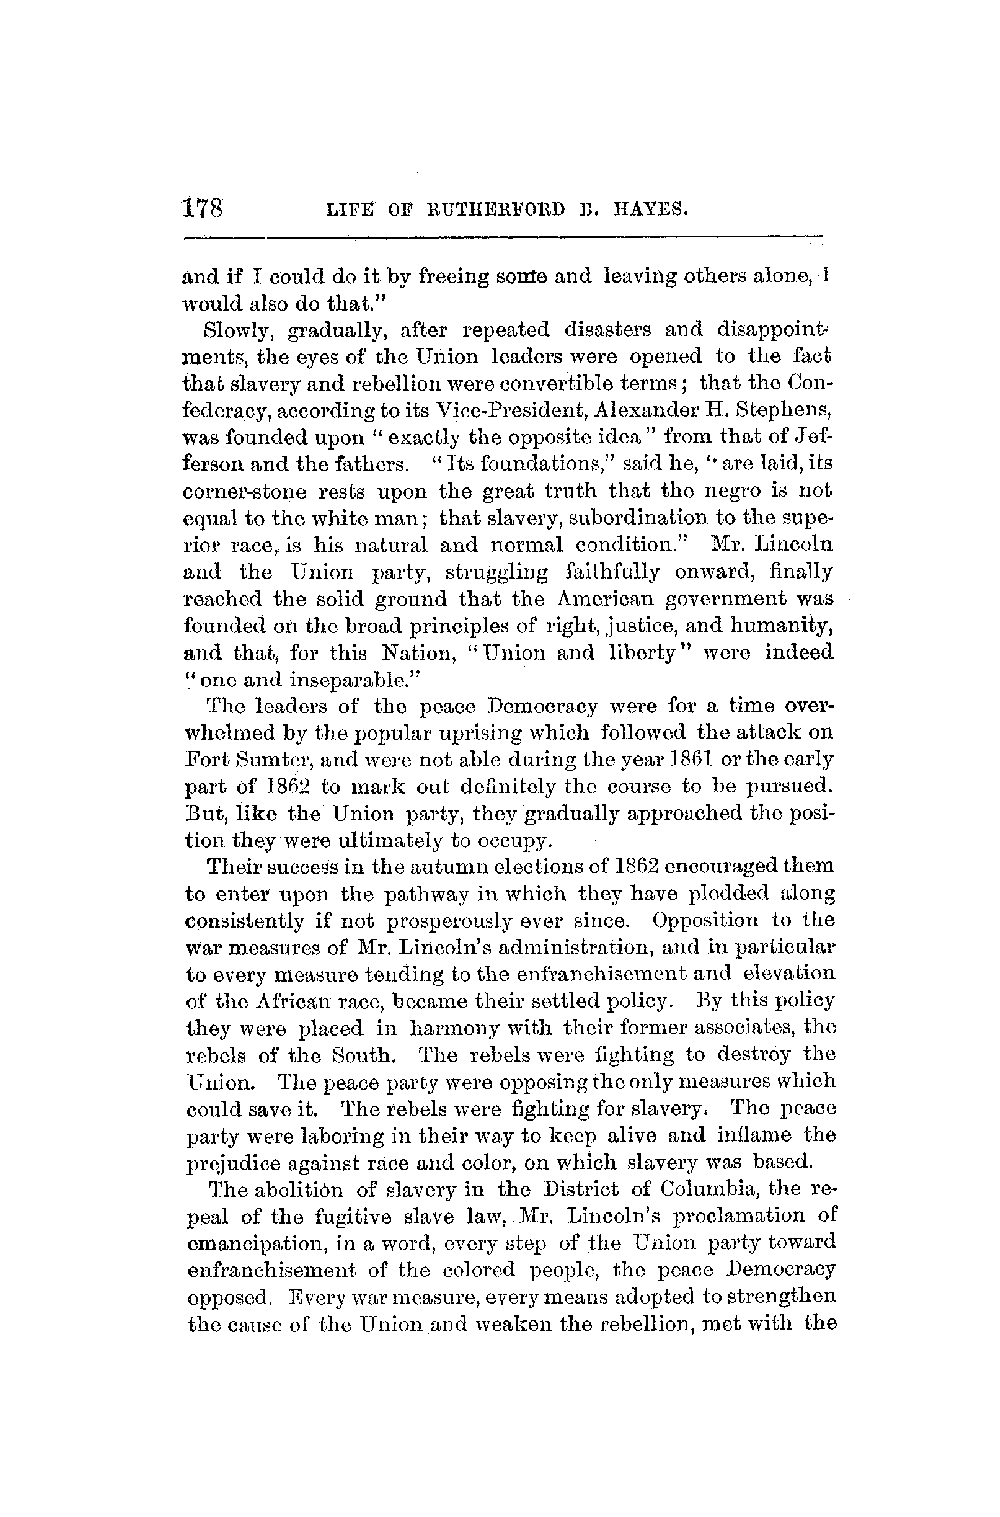 178 LIFE OF RUTHERFORD B. HAYES.
and if I could do it by freeing some and leaving others alone, I
would also do that."
Slowly, gradually, after repeated disasters and disappoint-
ments, the eyes of the Union leaders were opened to the fact
that slavery and rebellion were convertible terms; that the Con-
federacy, according to its Vice-President, Alexander H. Stephens,
was founded upon "exactly the opposite idea" from that of Jef-
ferson and the fathers. "Its foundations," said he, "are laid, its
corner-stone rests upon the great truth that the negro is not
equal to the white man; that slavery, subordination to the supe-
rior race, is his natural and normal condition." Mr. Lincoln
and the Union party, struggling faithfully onward, finally
reached the solid ground that the American government was
founded on the broad principles of right, justice, and humanity,
and that, for this Nation, "Union and liberty" were indeed
"one and inseparable."
The leaders of the peace Democracy were for a time over-
whelmed by the popular uprising which followed the attack on
Fort Sumter, and were not able during the year 1861 or the early
part of 1862 to mark out definitely the course to be pursued.
But, like the Union party, they gradually approached the posi-
tion they were ultimately to occupy.
Their success in the autumn elections of 1862 encouraged them
to enter upon the pathway in which they have plodded along
consistently if not prosperously ever since. Opposition to the
war measures of Mr. Lincoln's administration, and in particular
to every measure tending to the enfranchisement and elevation
of the African race, became their settled policy. By this policy
they were placed in harmony with their former associates, the
rebels of the South. The rebels were fighting to destroy the
Union. The peace party were opposing the only measures which
could save it. The rebels were fighting for slavery. The peace
party were laboring in their way to keep alive and inflame the
prejudice against race and color, on which slavery was based.
The abolition of slavery in the District of Columbia, the re-
peal of the fugitive slave law, Mr. Lincoln's proclamation of
emancipation, in a word, every step of the Union party toward
enfranchisement of the colored people, the peace Democracy
opposed. Every war measure, every means adopted to strengthen
the cause of the Union and weaken the rebellion, met with the